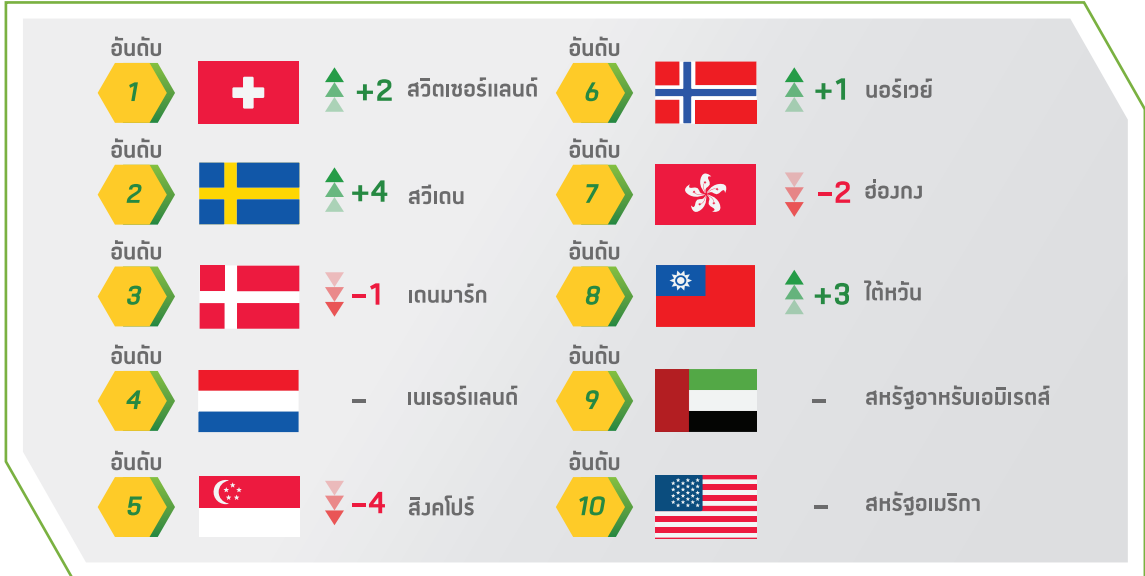 อันดับ
1
+2 สวิตเซอร์แลนด์
อันดับ
2
+4 สวีเดน
อันดับ
3
-1 เดนมาร์ก
อันดับ
4
- เนเธอร์แลนด์
อันดับ
5
-4 สิงคโปร์
อันดับ
6
+1 นอร์เวย์
อันดับ
7
-2 ฮ่องกง
อันดับ
8
+3 ไต้หวัน
อันดับ
9
- สหรัฐอาหรับเอมิเรตส์
อันดับ
10
- สหรัฐอเมริกา